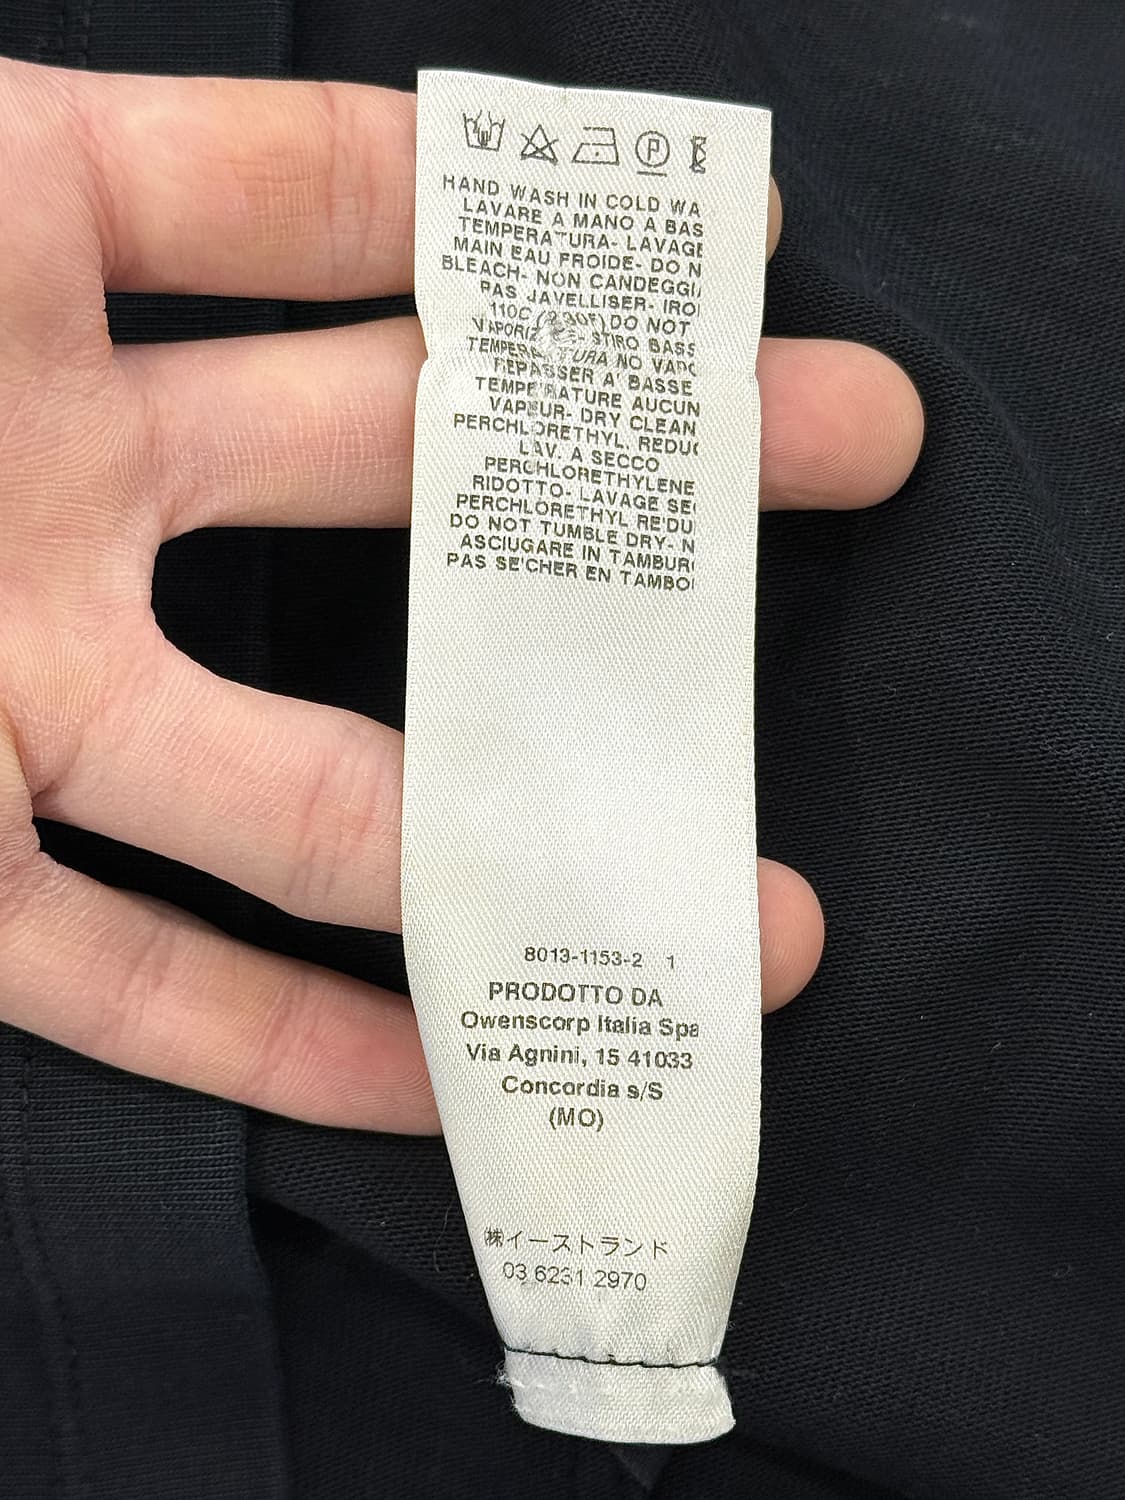 P
HAND WASH IN COLD WA
LAVARE A MANO A BAS
TEMPERATURA- LAVAGE
MAIN EAU FROIDE- DO N
BLEACH- NON CANDEGGI
PAS JAVELLISER- IRO
110C DO NOT
STIRO BASS
TEMPERATURA NO VAPO
REPASSER A' BASSE
TEMPE'RATURE AUCUN
VAPEUR- DRY CLEAN
PERCHLORETHYL. REDUC
LAV. A SECCO
PERCHLORETHYLENE
RIDOTTO- LAVAGE SE
PERCHLORETHYL RE'DU
DO NOT TUMBLE DRY- N
ASCIUGARE IN TAMBUR
PAS SE'CHER EN TAMBO
8013-1153-2 1
PRODOTTO DA
Owenscorp Italia Spa
Via Agnini, 15 41033
Concordia s/S
(MO)
㈱イーストランド
03 6231 2970